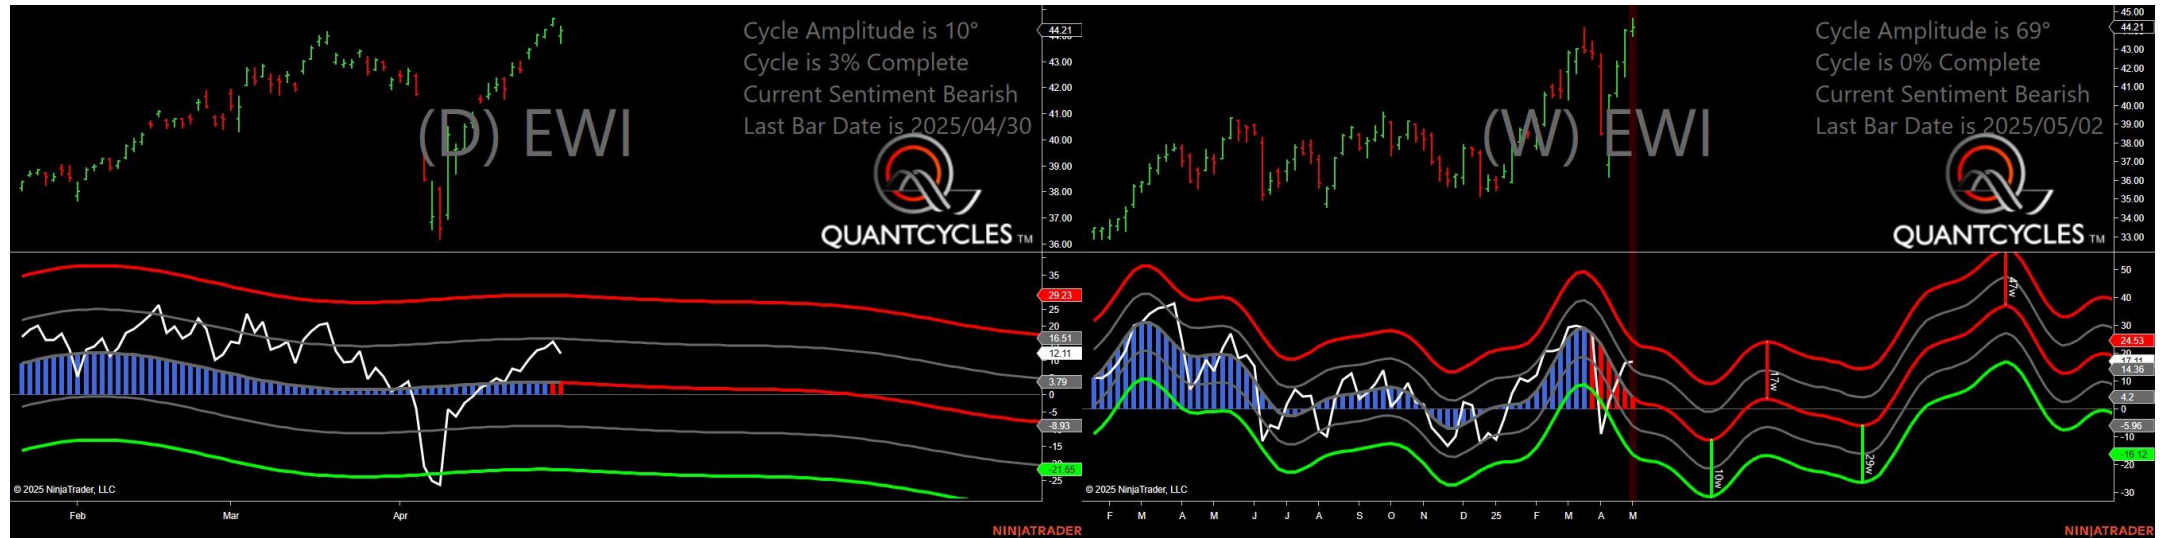 Cycle Amplitude is 10°
Cycle is 3% Complete
Current Sentiment Bearish
Last Bar Date is 2025/04/30
(D) EWI
QUANTCYCLES TM
44.21
43.00
42.00
41.00
40.00
39.00
38.00
37.00
36.00
35
29.23
25
20
16.51
12.11
5
3.79
0
-5
-8.93
-15
-21.65
-25
© 2025 NinjaTrader, LLC
Feb Mar Apr
NINJATRADER
Cycle Amplitude is 69°
Cycle is 0% Complete
Current Sentiment Bearish
Last Bar Date is 2025/05/02
(W) EWI
QUANTCYCLES TM
45.00
44.21
43.00
42.00
41.00
40.00
39.00
38.00
37.00
36.00
35.00
34.00
33.00
50
40
30
24.53
17.11
14.36
10
4.2
0
-5.96
-10
-16.12
-20
-30
47w
17w
10w
29w
© 2025 NinjaTrader, LLC
F M A M J J A S O N D 25 F M A M
NINJATRADER